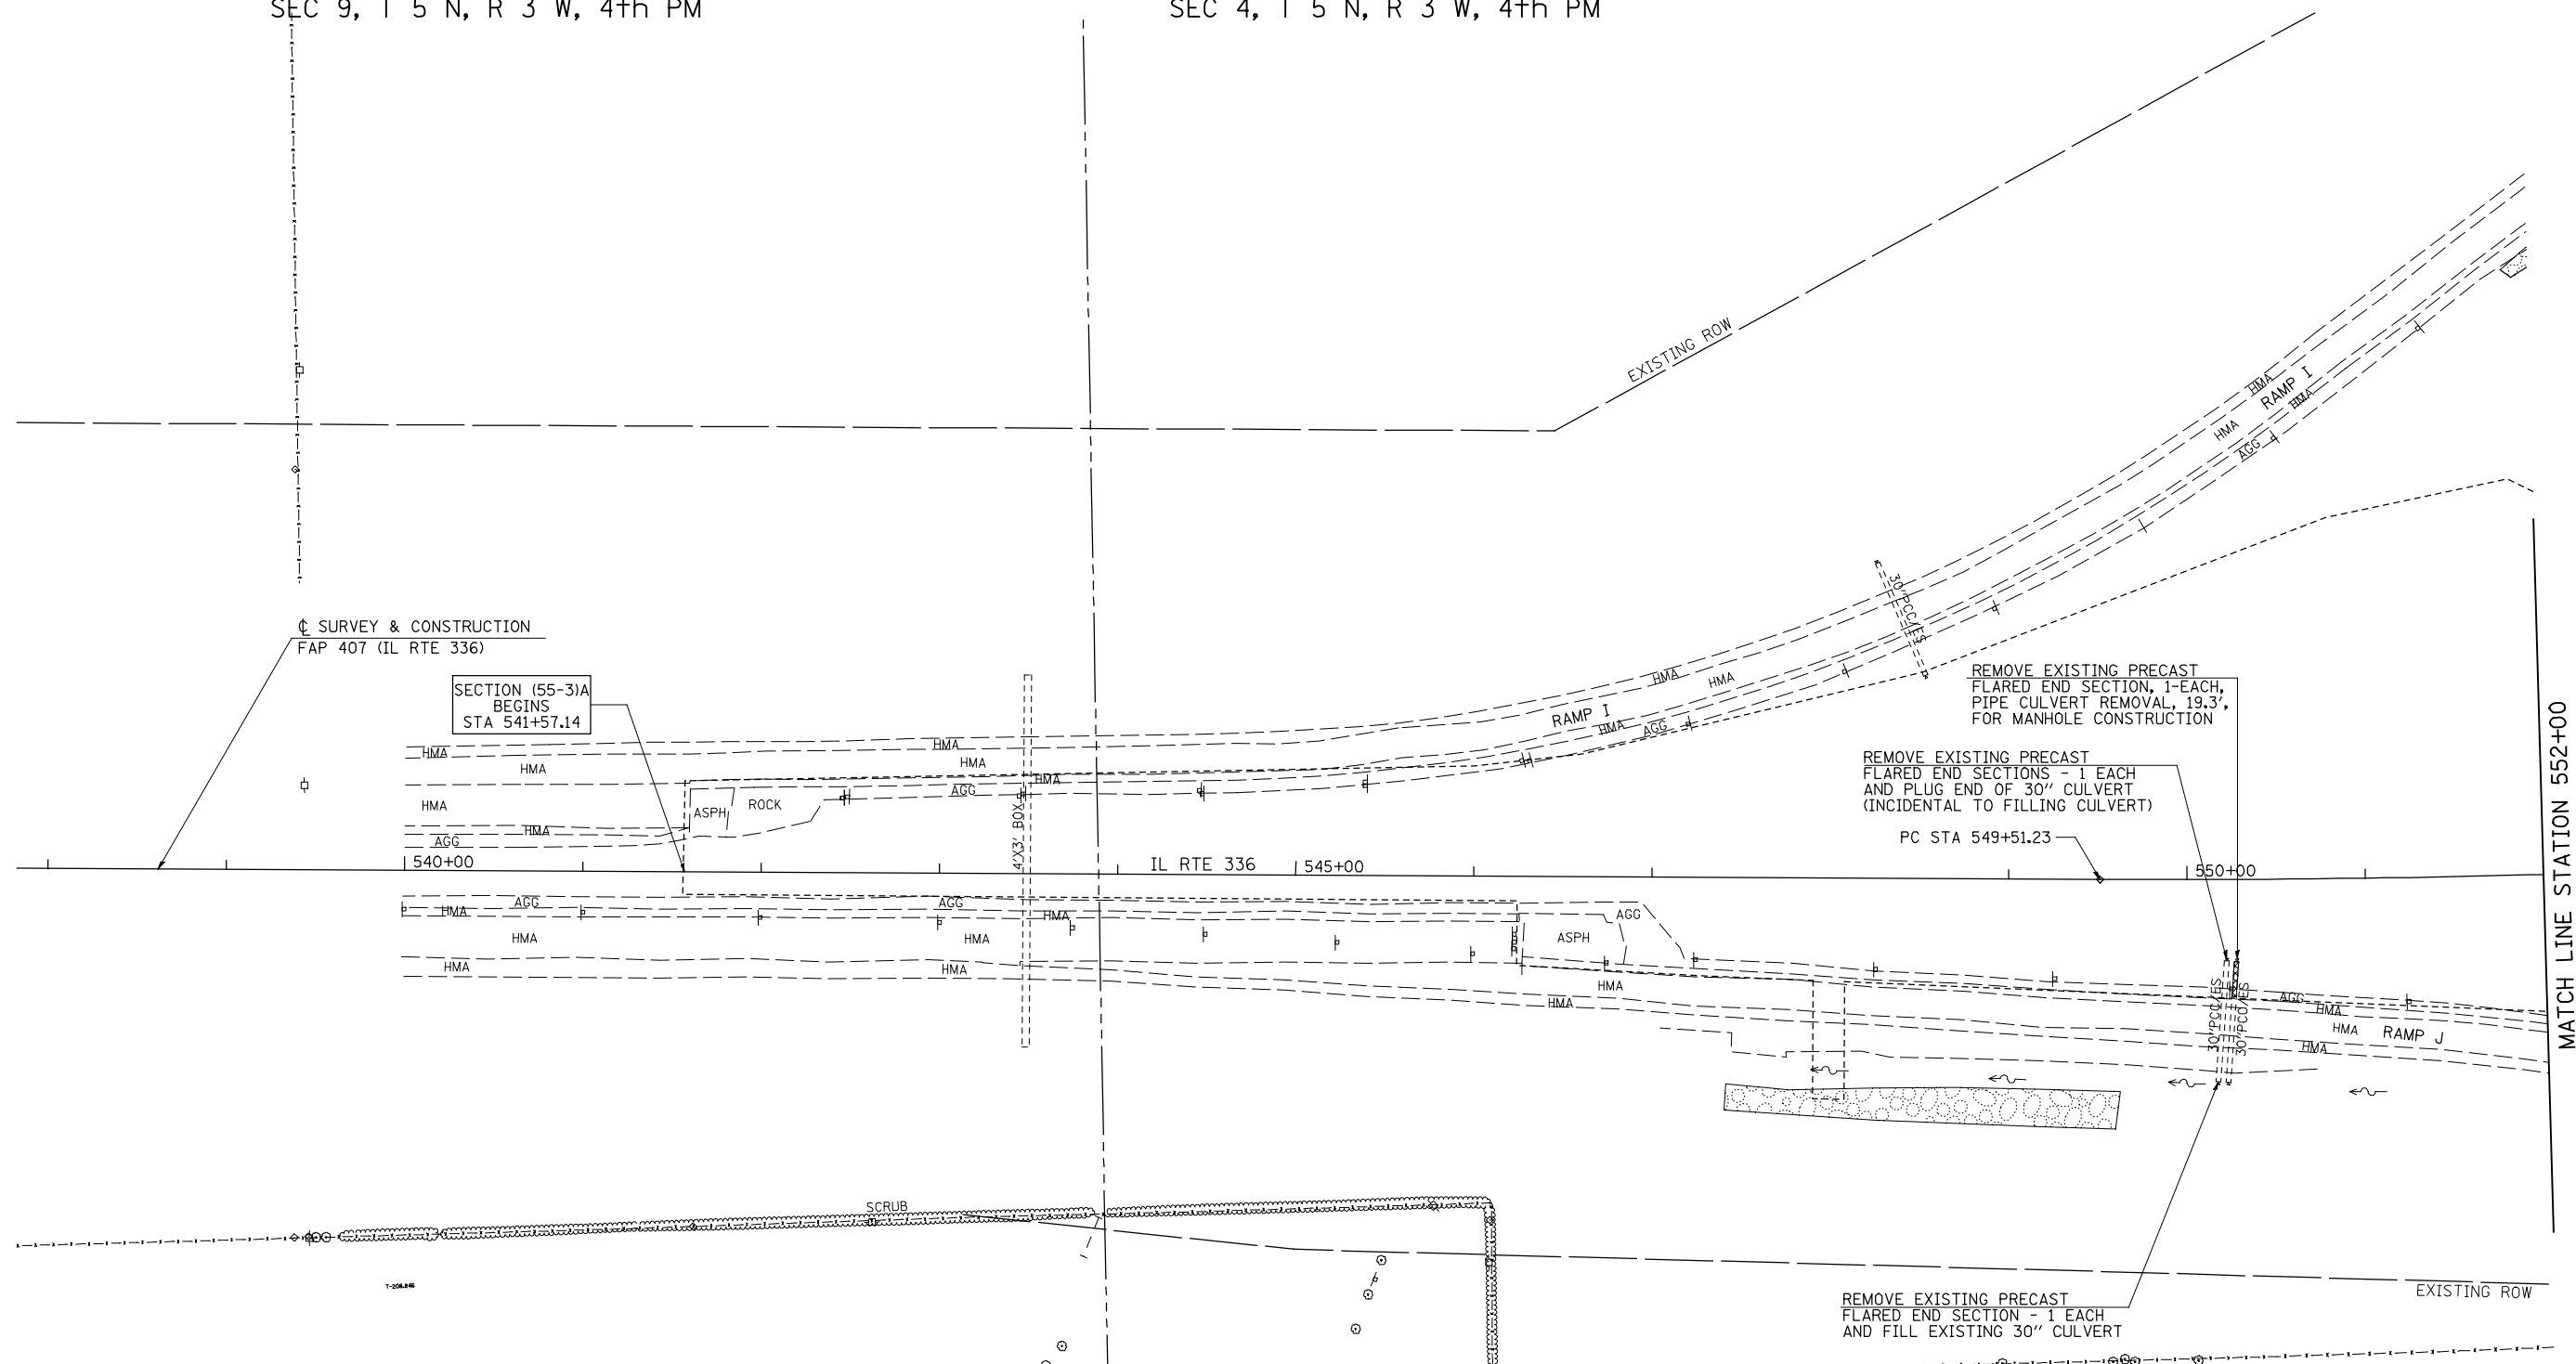 SEC 9, T 5 N, R 3 W, 4th PM
SEC 4, T 5 N, R 3 W, 4th PM
EXISTING ROW
HMA
RAMP I
HMA
HMA
AGG
30"PCC/ES
℄ SURVEY & CONSTRUCTION
FAP 407 (IL RTE 336)
SECTION (55-3)A
BEGINS
STA 541+57.14
REMOVE EXISTING PRECAST
FLARED END SECTION, 1-EACH,
PIPE CULVERT REMOVAL, 19.3',
FOR MANHOLE CONSTRUCTION
REMOVE EXISTING PRECAST
FLARED END SECTIONS - 1 EACH
AND PLUG END OF 30" CULVERT
(INCIDENTAL TO FILLING CULVERT)
PC STA 549+51.23
MATCH LINE STATION 552+00
HMA
HMA
RAMP I
HMA
AGG
HMA
HMA
HMA
HMA
HMA
AGG
HMA
HMA
AGG
ASPH
ROCK
4'X3' BOX
540+00
IL RTE 336
545+00
550+00
AGG
HMA
HMA
HMA
AGG
HMA
HMA
HMA
AGG
ASPH
HMA
HMA
30"PCC/ES
30"PCC/ES
AGG
HMA
HMA
RAMP J
HMA
SCRUB
EXISTING ROW
REMOVE EXISTING PRECAST
FLARED END SECTION - 1 EACH
AND FILL EXISTING 30" CULVERT